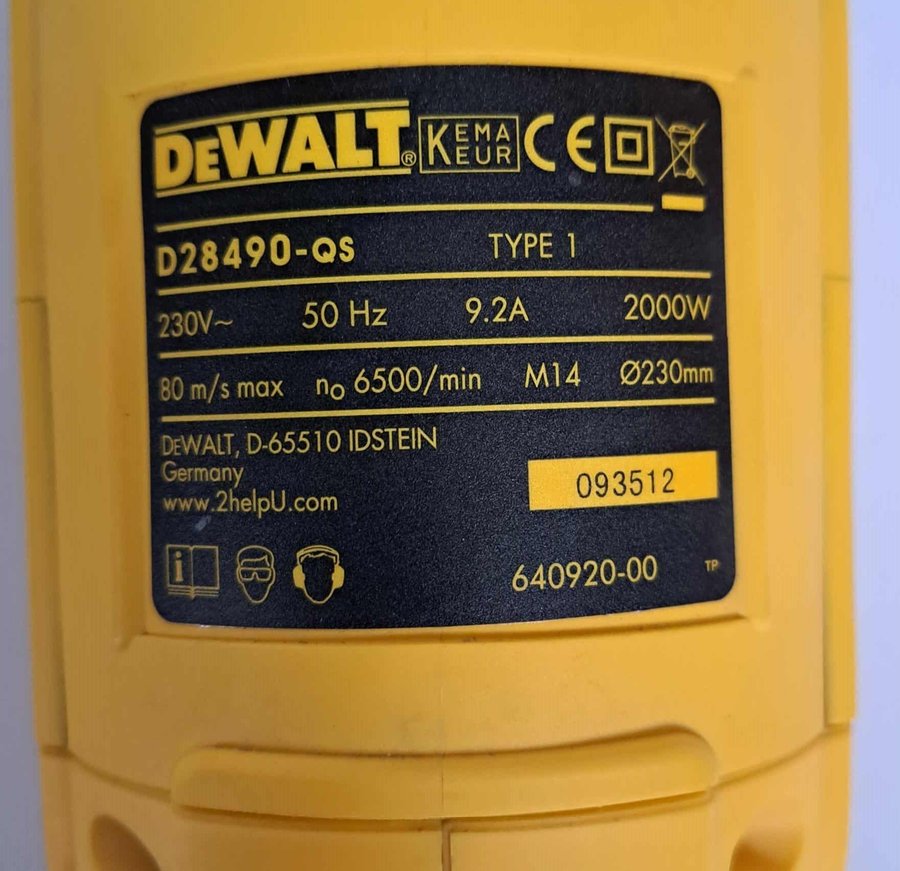 DEWALT® KEMA KEUR CE
D28490-QS TYPE 1
230V~ 50 Hz 9.2A 2000W
80 m/s max nₒ 6500/min M14 Ø230mm
DEWALT, D-65510 IDSTEIN
Germany
093512
www.2helpU.com
i
640920-00 TP